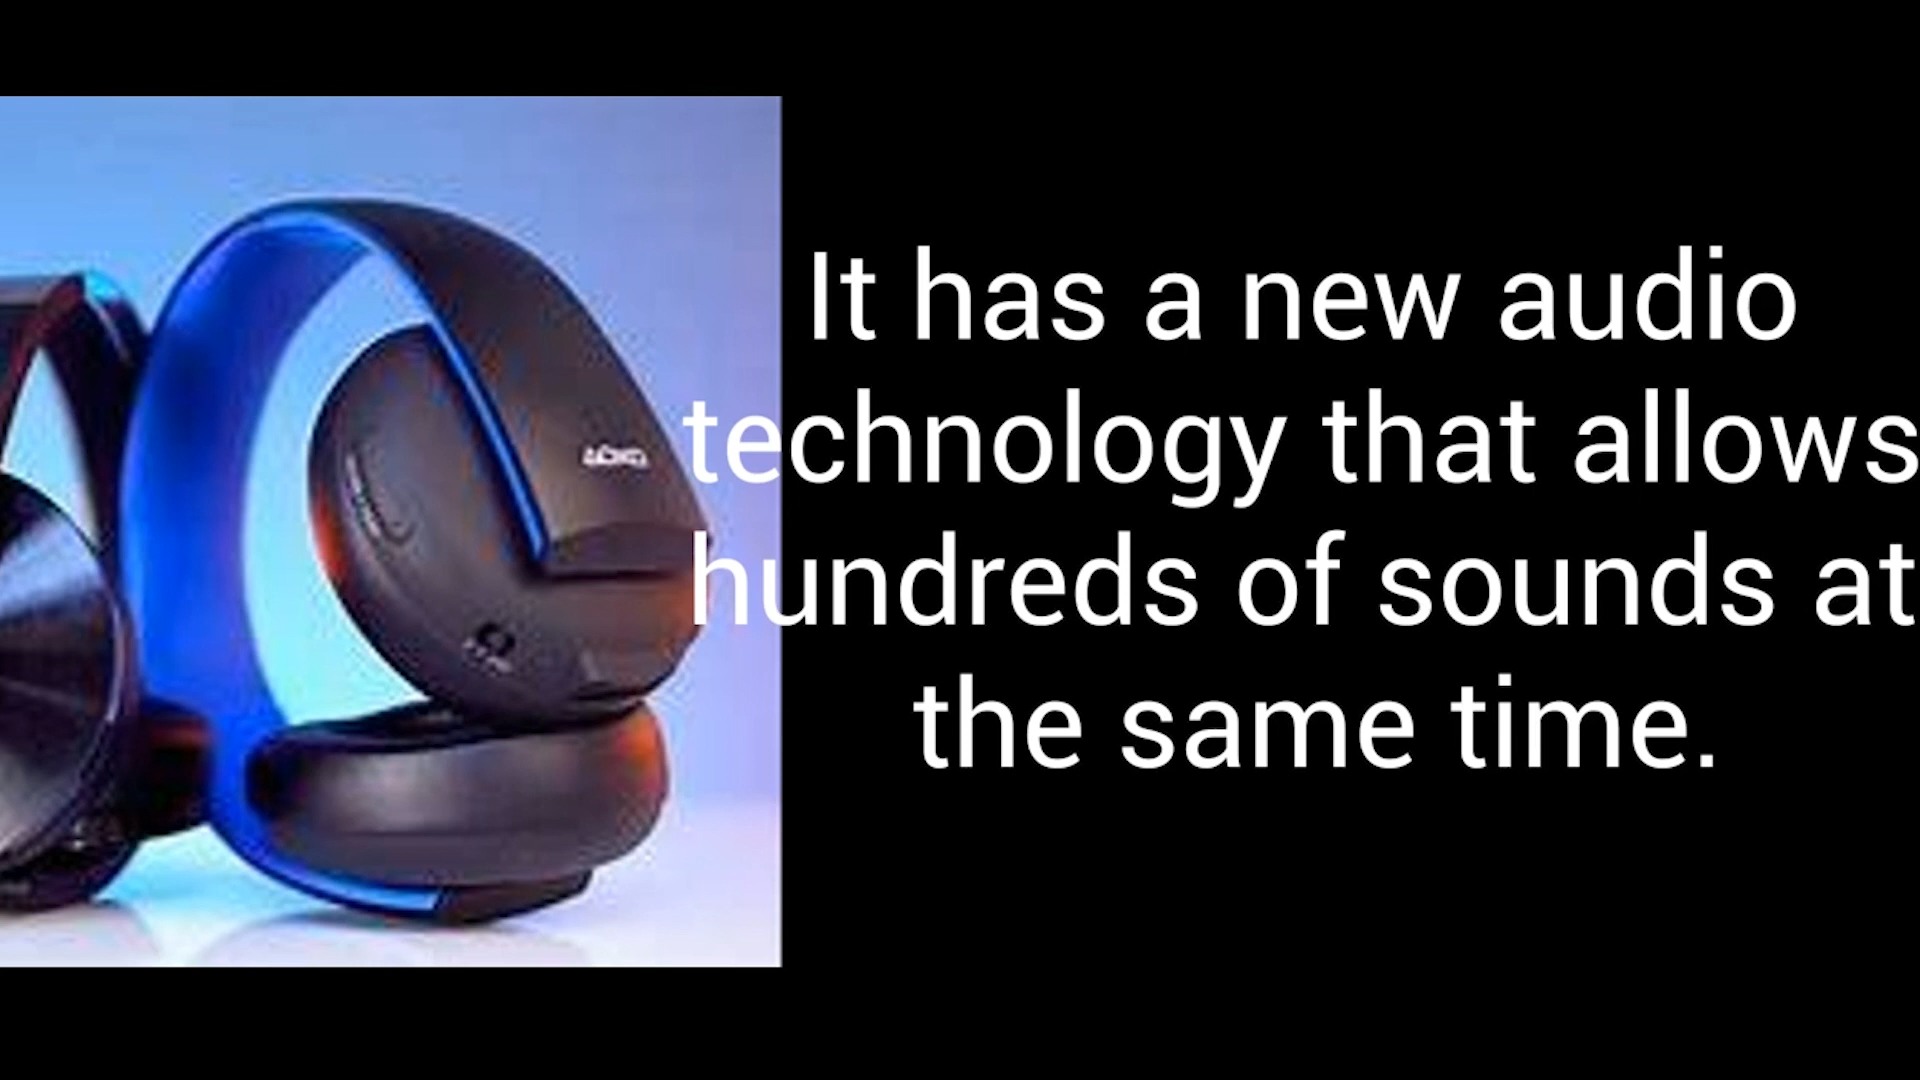 It has a new audio
technology that allows
hundreds of sounds at
the same time.